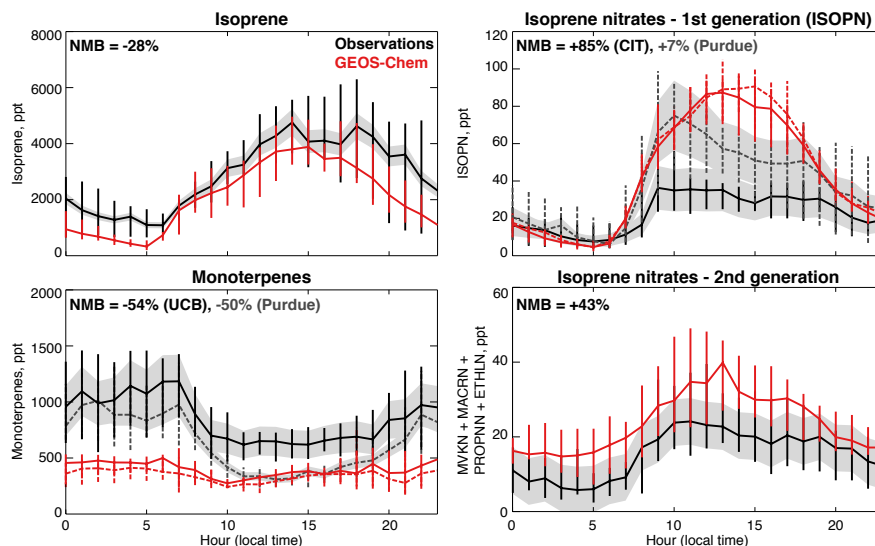 Isoprene
NMB = -28%
Observations
GEOS-Chem
Isoprene, ppt
8000
6000
4000
2000
0
Isoprene nitrates - 1st generation (ISOPN)
NMB = +85% (CIT), +7% (Purdue)
ISOPN, ppt
120
100
80
60
40
20
0
Monoterpenes
NMB = -54% (UCB), -50% (Purdue)
Monoterpenes, ppt
2000
1500
1000
500
0
0 5 10 15 20
Hour (local time)
Isoprene nitrates - 2nd generation
NMB = +43%
MVKN + MACRN +
PROPNN + ETHLN, ppt
60
40
20
0
0 5 10 15 20
Hour (local time)